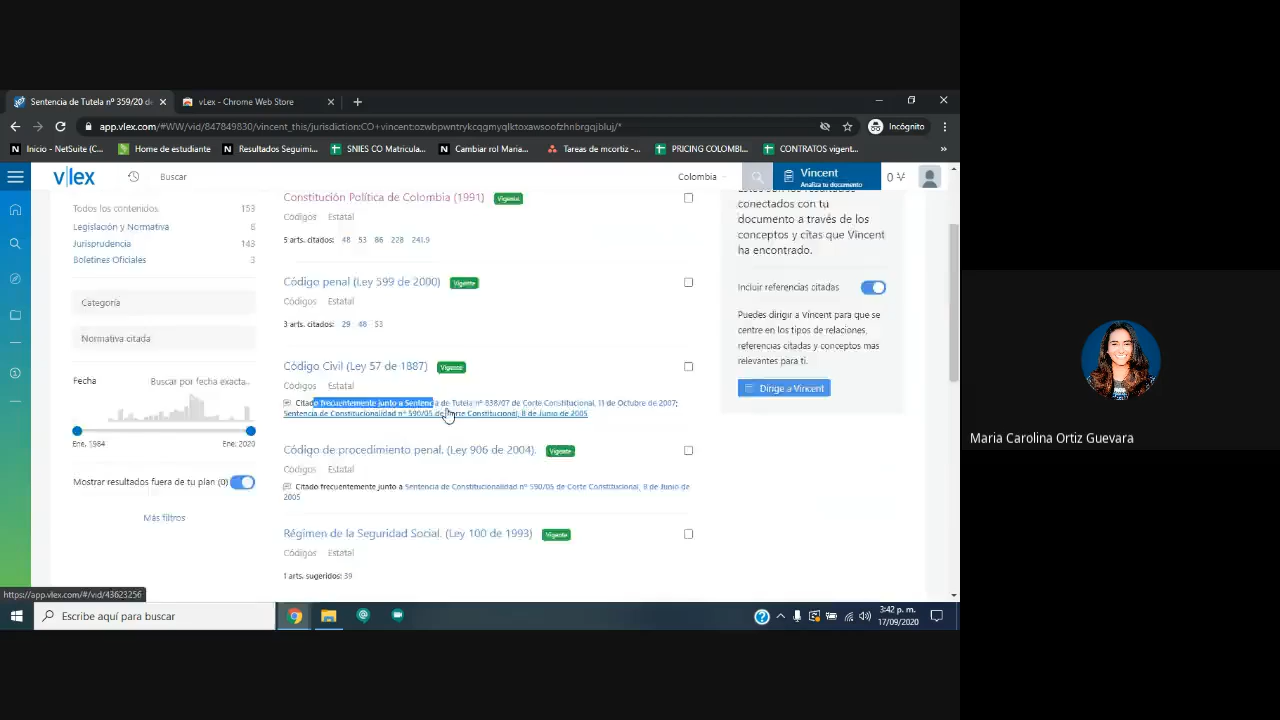 Sentencia de Tutela nº 359/20 de
vLex - Chrome Web Store
app.vlex.com/#WW/vid/847849830/vincent_this/jurisdiction:CO+vincent:ozwbpwntrykcqgmyqlktoxawsoofzhnbrgqjbluj/*
Incógnito
Inicio - NetSuite (C...
Home de estudiante
Resultados Seguimi...
SNIES CO Matricula...
Cambiar rol Maria...
Tareas de mcortiz -...
PRICING COLOMBI...
CONTRATOS vigent...
»
v|lex
Buscar
Colombia
Vincent
Analiza tu documento
0
Todos los contenidos 153
Legislación y Normativa 8
Jurisprudencia 143
Boletines Oficiales 3
Categoría
Normativa citada
Fecha
Buscar por fecha exacta..
Ene. 1984
Ene. 2020
Mostrar resultados fuera de tu plan (0)
Más filtros
Constitución Política de Colombia (1991) Vigente
Códigos Estatal
5 arts. citados: 48 53 86 228 241.9
Código penal (Ley 599 de 2000) Vigente
Códigos Estatal
3 arts. citados: 29 48 53
Código Civil (Ley 57 de 1887) Vigente
Códigos Estatal
Citado frecuentemente junto a Sentencia de Tutela nº 838/07 de Corte Constitucional, 11 de Octubre de 2007;
Sentencia de Constitucionalidad nº 590/05 de Corte Constitucional, 8 de Junio de 2005
Código de procedimiento penal. (Ley 906 de 2004). Vigente
Códigos Estatal
Citado frecuentemente junto a Sentencia de Constitucionalidad nº 590/05 de Corte Constitucional, 8 de Junio de
2005
Régimen de la Seguridad Social. (Ley 100 de 1993) Vigente
Códigos Estatal
1 arts. sugeridos: 39
conectados con tu
documento a través de los
conceptos y citas que Vincent
ha encontrado.
Incluir referencias citadas
Puedes dirigir a Vincent para que se
centre en los tipos de relaciones,
referencias citadas y conceptos mas
relevantes para ti.
Dirige a Vincent
https://app.vlex.com/#/vid/43623256
Escribe aquí para buscar
3:42 p. m.
17/09/2020
Maria Carolina Ortiz Guevara